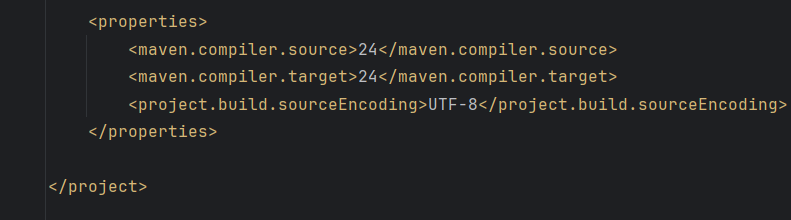 <properties>
<maven.compiler.source>24</maven.compiler.source>
<maven.compiler.target>24</maven.compiler.target>
<project.build.sourceEncoding>UTF-8</project.build.sourceEncoding>
</properties>
</project>